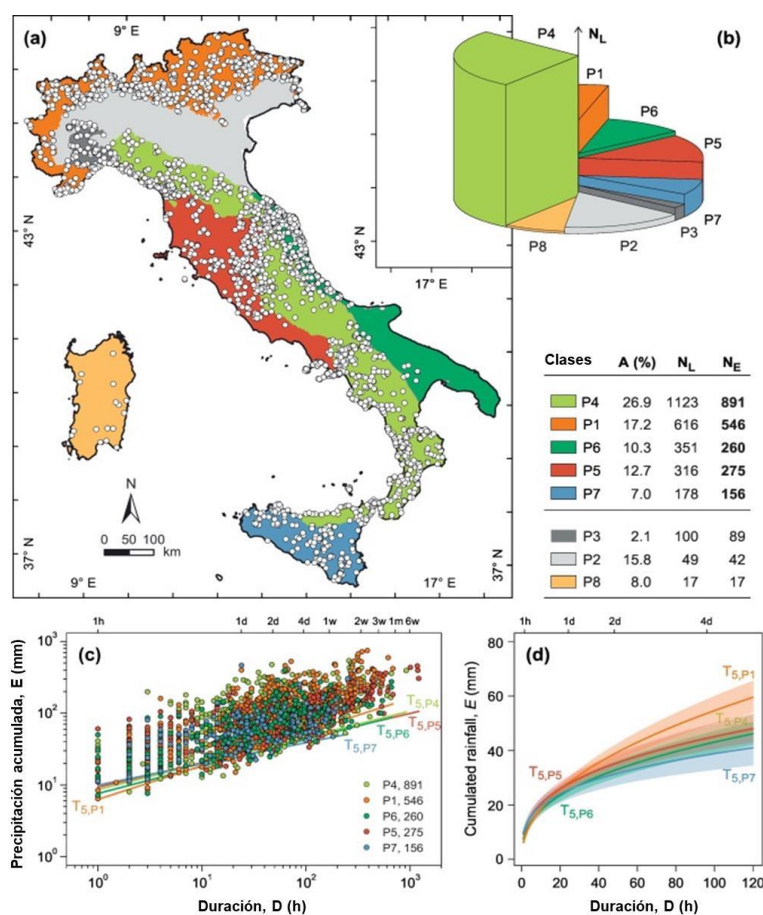 (a)
9° E
43° N
37° N
N
0 50 100
km
9° E
17° E
37° N
(b)
N_L
P4
P1
P6
P5
P7
P3
P2
P8
43° N
17° E
Clases A (%) N_L N_E
P4 26.9 1123 891
P1 17.2 616 546
P6 10.3 351 260
P5 12.7 316 275
P7 7.0 178 156
P3 2.1 100 89
P2 15.8 49 42
P8 8.0 17 17
(c)
1h 1d 2d 4d 1w 2w 3w 1m 6w
Precipitación acumulada, E (mm)
10³
10²
10¹
10⁰
T5,P4
T5,P5
T5,P6
T5,P7
T5,P1
P4, 891
P1, 546
P6, 260
P5, 275
P7, 156
10⁰ 10¹ 10² 10³
Duración, D (h)
(d)
1h 1d 2d 4d
Cumulated rainfall, E (mm)
80
60
40
20
0
T5,P1
T5,P4
T5,P5
T5,P7
T5,P6
0 20 40 60 80 100 120
Duración, D (h)